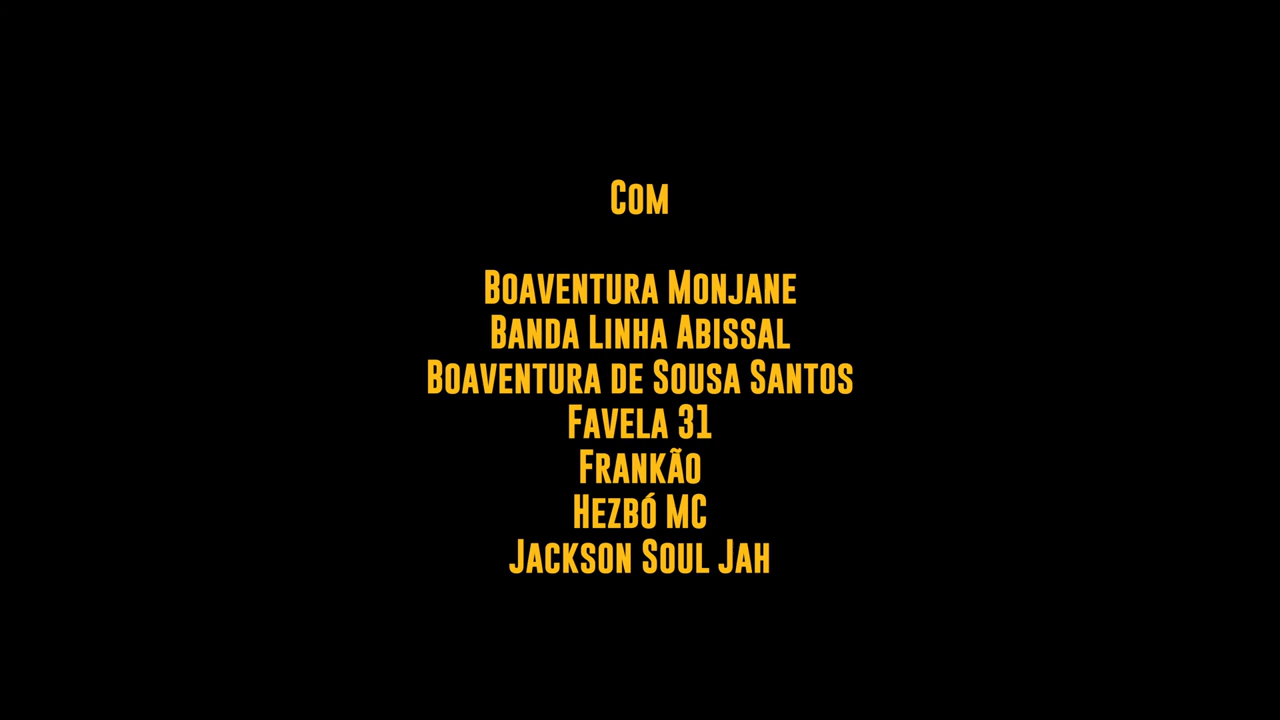 Com
Boaventura Monjane
Banda Linha Abissal
Boaventura de Sousa Santos
Favela 31
Frankão
Hezbó MC
Jackson Soul Jah